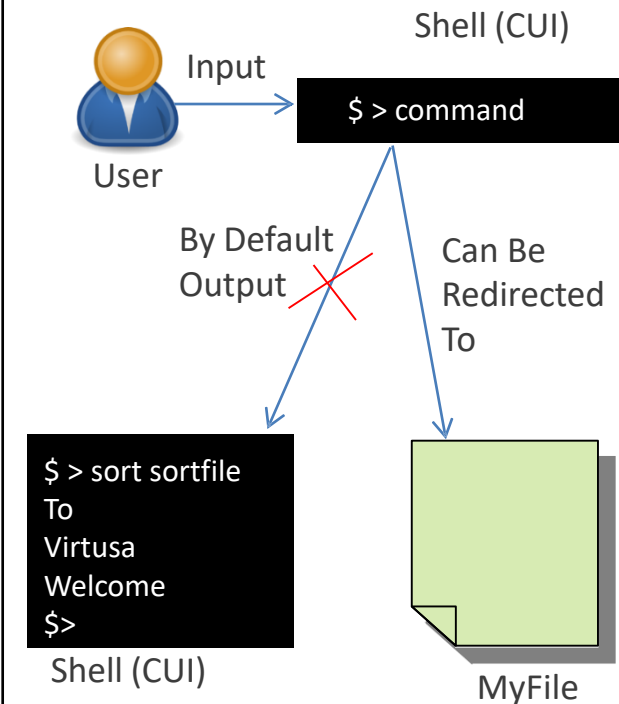 Shell (CUI)
Input
$ > command
User
By Default
Output
Can Be
Redirected
To
$ > sort sortfile
To
Virtusa
Welcome
$>
Shell (CUI)
MyFile